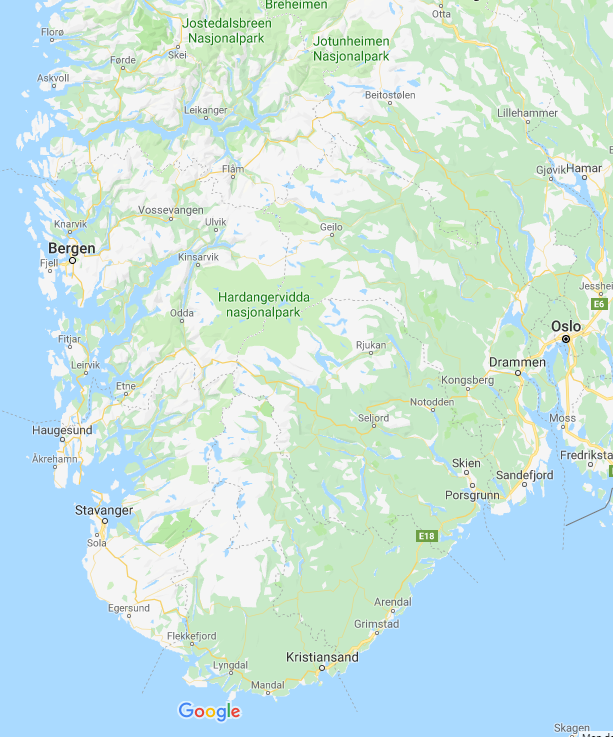 Breheimen
Otta
Florø
Jostedalsbreen
Nasjonalpark
Jotunheimen
Nasjonalpark
Førde
Skei
Askvoll
Beitostølen
Leikanger
Lillehammer
Flåm
Gjøvik
Hamar
Vossevangen
Knarvik
Ulvik
Geilo
Bergen
Fjell
Kinsarvik
Jesshei
E6
Hardangervidda
nasjonalpark
Odda
Oslo
Fitjar
Rjukan
Leirvik
Drammen
Kongsberg
Etne
Notodden
Seljord
Moss
Haugesund
Åkrehamn
Fredriksta
Skien
Sandefjord
Porsgrunn
Stavanger
Sola
E18
Egersund
Arendal
Grimstad
Flekkefjord
Kristiansand
Lyngdal
Mandal
Google
Skagen